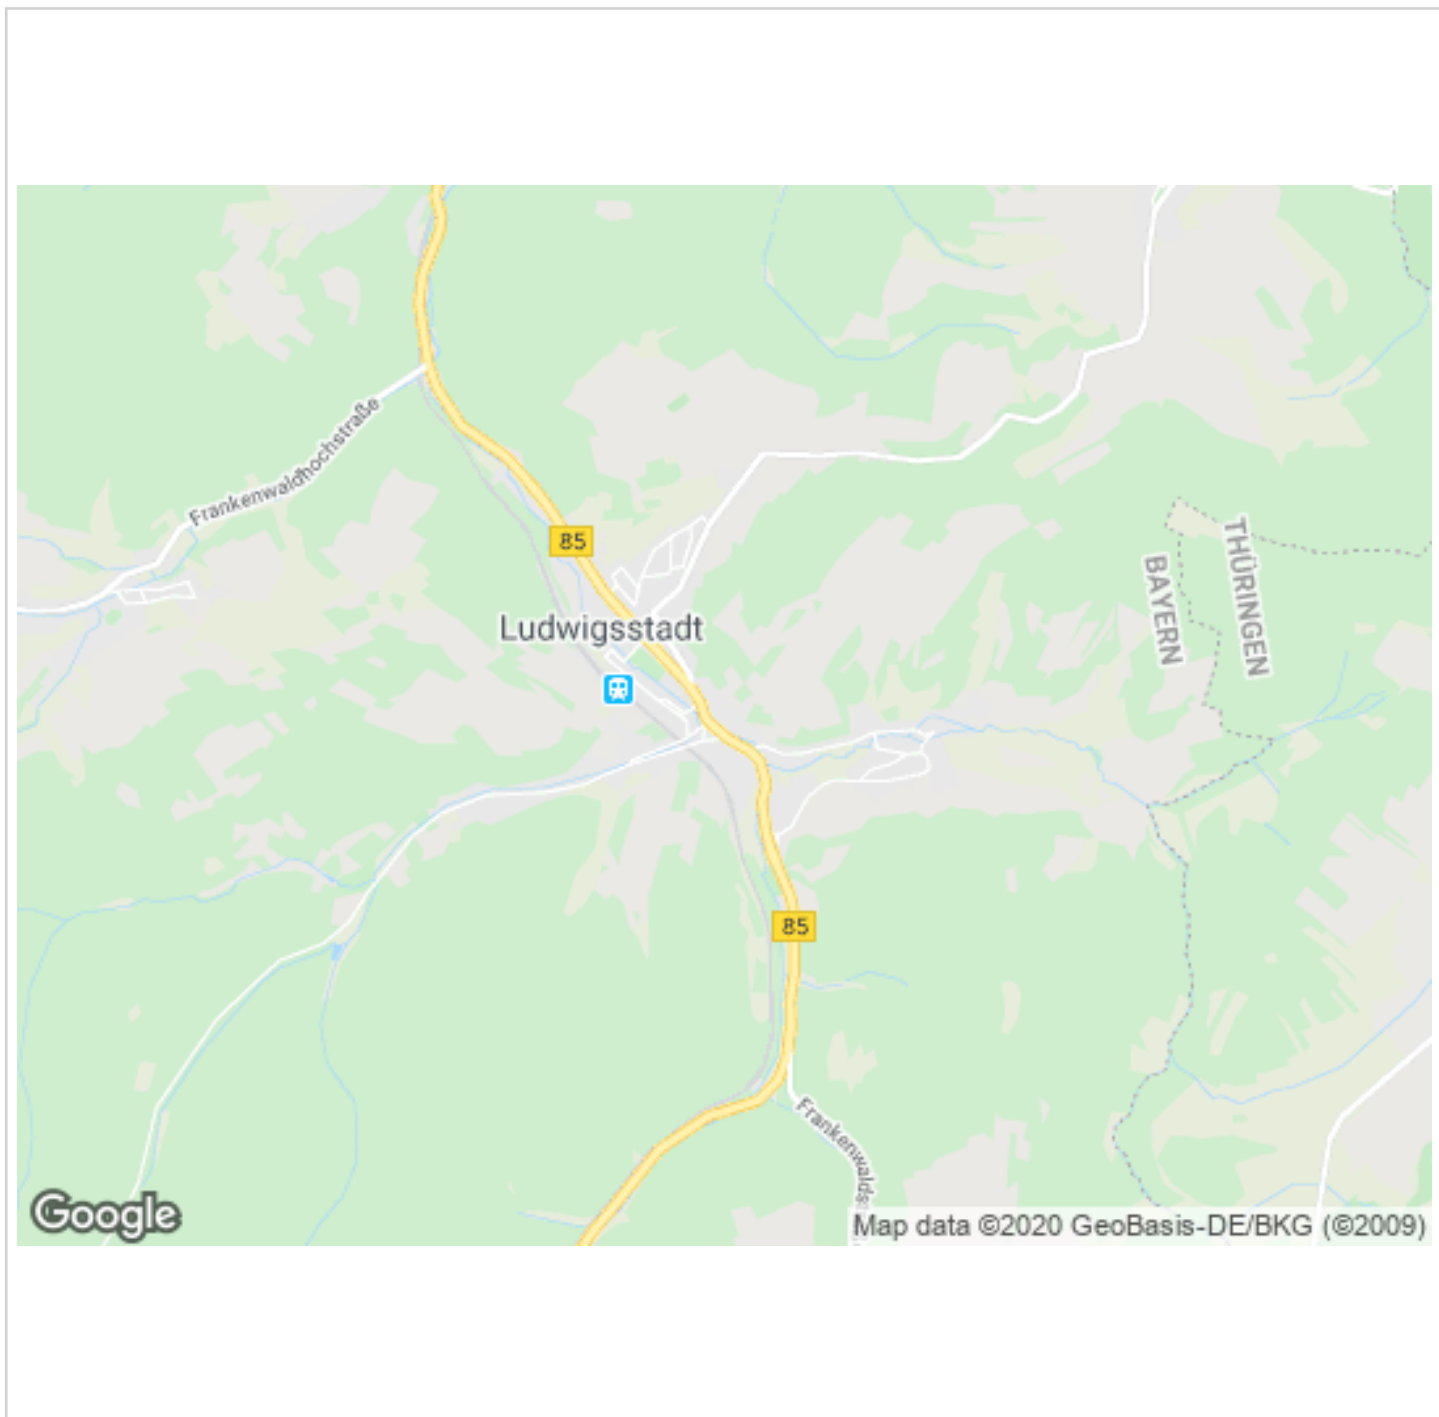 Frankenwaldhochstraße
85
THÜRINGEN
BAYERN
Ludwigsstadt
85
Frankenwalds
Google
Map data ©2020 GeoBasis-DE/BKG (©2009)